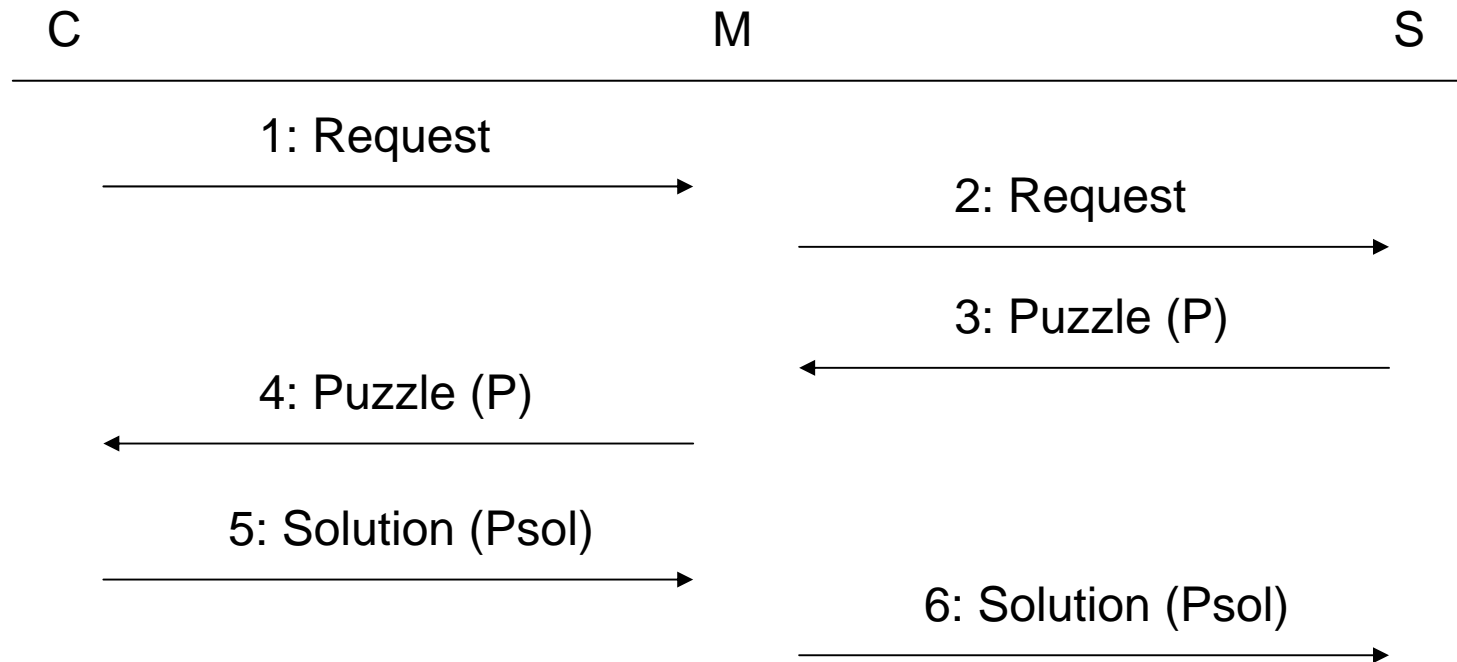 C M S
1: Request
2: Request
3: Puzzle (P)
4: Puzzle (P)
5: Solution (Psol)
6: Solution (Psol)